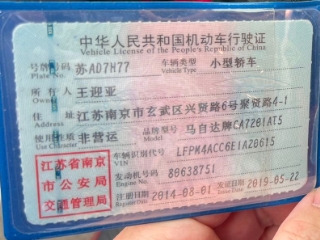 中华人民共和国机动车行驶证
Vehicle License of the People's Republic of China
号牌号码 苏AD7H77 车辆类型 小型轿车
Plate No. Vehicle Type
所有人 王迎亚
Owner
住址 江苏南京市玄武区兴贤路6号聚贤路4-1
Address
使用性质 非营运 品牌型号 马自达牌CA7261AT5
Use Character Model
江苏省南京 车辆识别代号 LFPM4ACC6E1A20615
VIN
市公安局 发动机号码 80638751
Engine No.
交通管理局 注册日期 2014-08-01 发证日期 2019-05-22
Register Date Issue Date